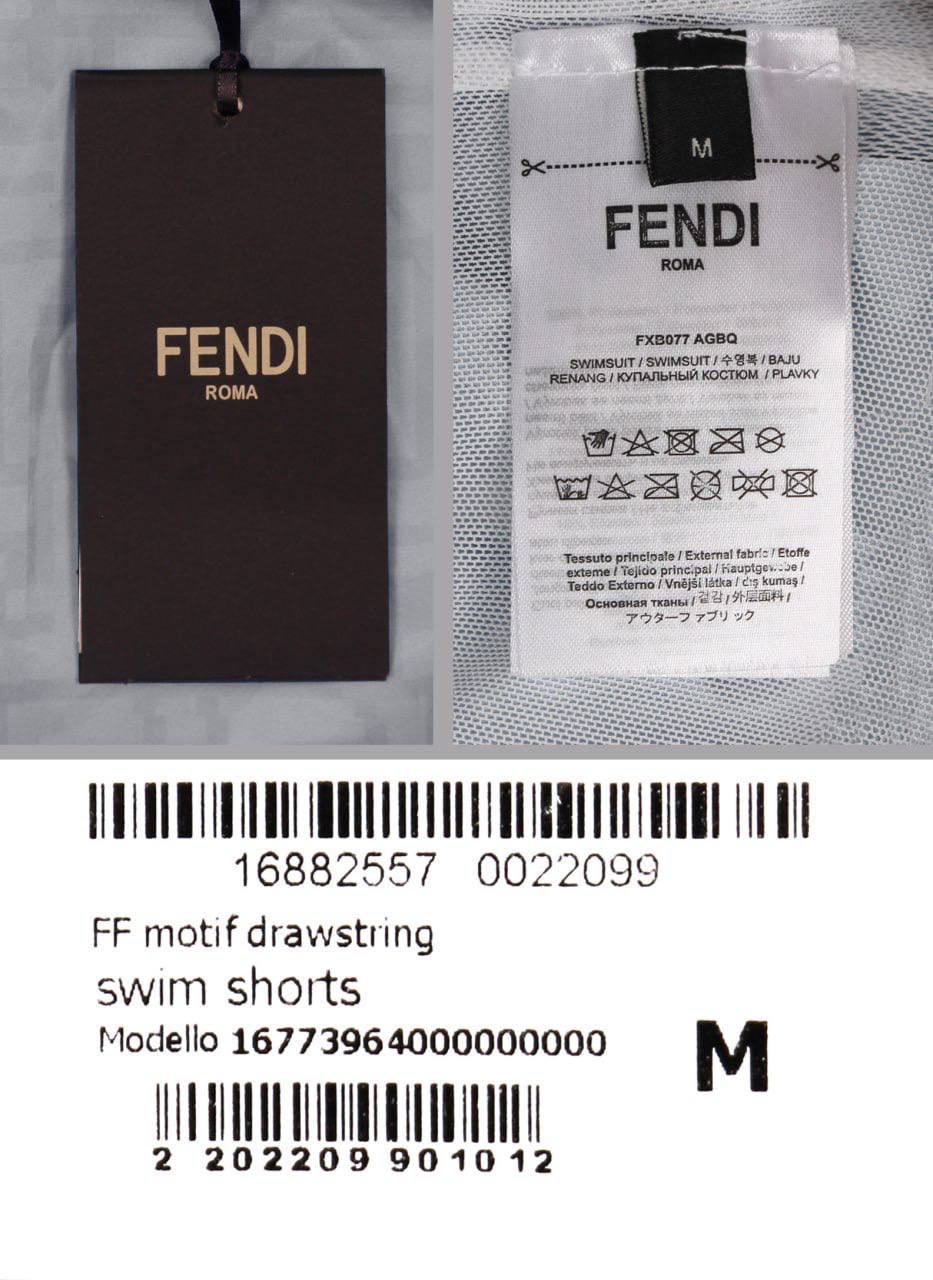 FENDI
ROMA
M
FENDI
ROMA
FXB077 AGBQ
SWIMSUIT / SWIMSUIT / 수영복 / BAJU
RENANG / КУПАЛЬНЫЙ КОСТЮМ / PLAVKY
Tessuto principale / External fabric / Etoffe
externe / Tejido principal / Hauptgewebe /
Teddo Externo / Vnější látka / dış kumaş /
Основная ткань / 겉감 / 外层面料 /
アウターファブリック
16882557 0022099
FF motif drawstring
swim shorts
Modello 16773964000000000
M
2 202209 901012